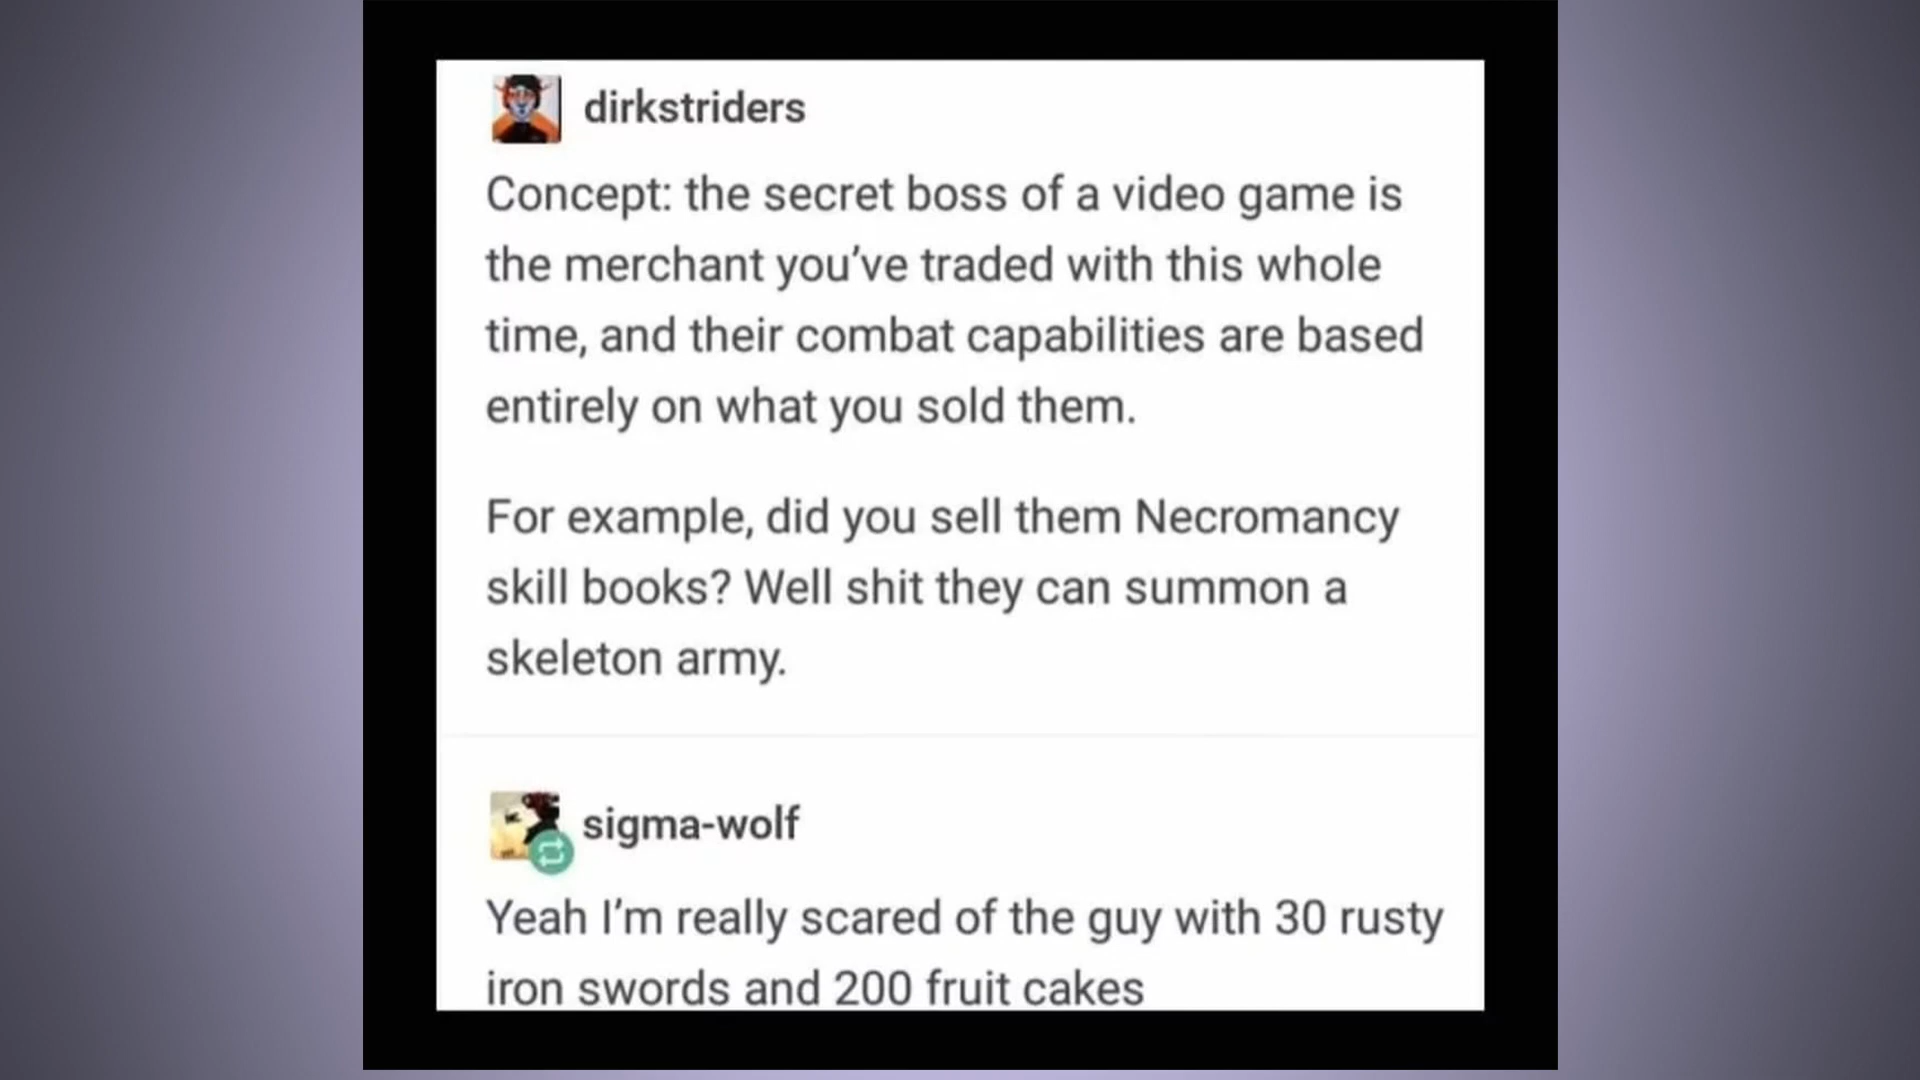 dirkstriders
Concept: the secret boss of a video game is
the merchant you’ve traded with this whole
time, and their combat capabilities are based
entirely on what you sold them.
For example, did you sell them Necromancy
skill books? Well shit they can summon a
skeleton army.
sigma-wolf
Yeah I’m really scared of the guy with 30 rusty
iron swords and 200 fruit cakes